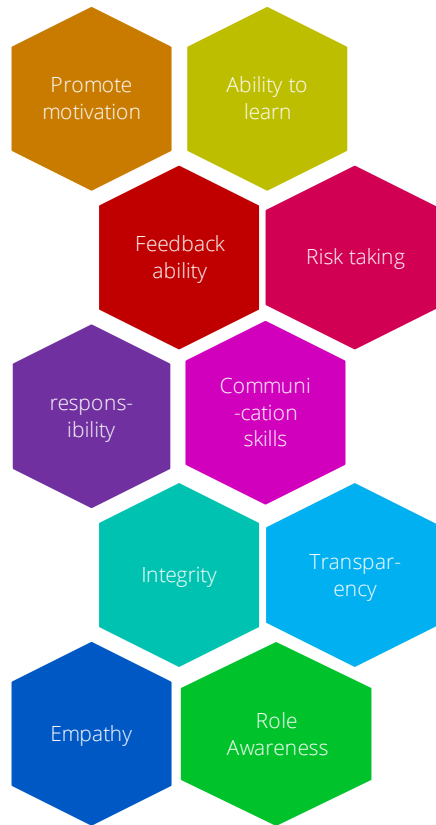 Promote
motivation
Ability to
learn
Feedback
ability
Risk taking
respons-
ibility
Communi
-cation
skills
Integrity
Transpar-
ency
Empathy
Role
Awareness